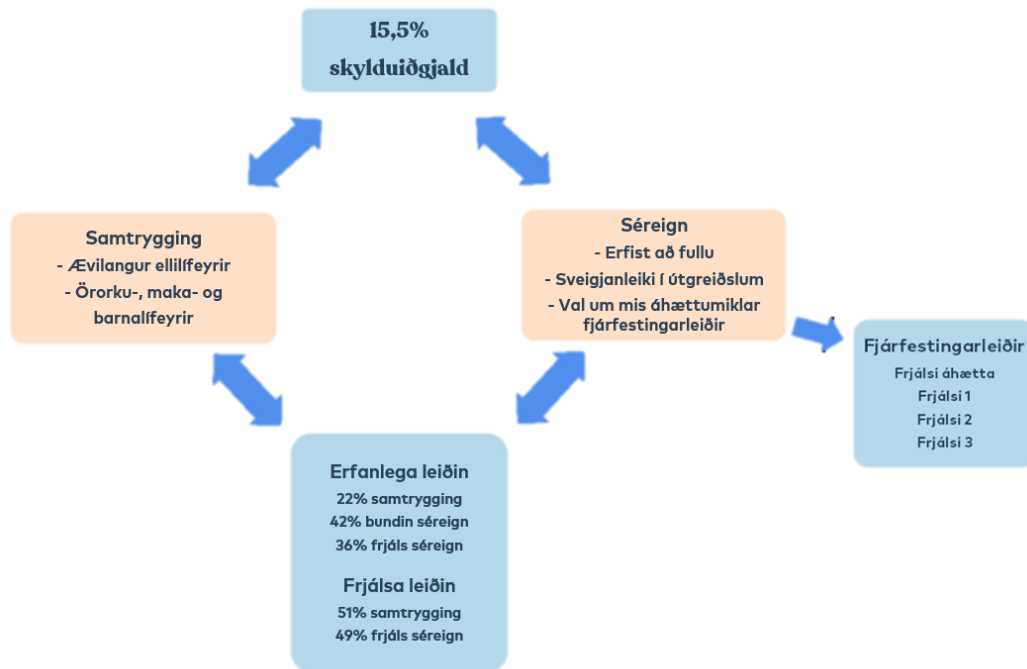 15,5%
skylduiðgjald
Samtrygging
- Ævilangur ellilífeyrir
- Örorku-, maka- og
barnalífeyrir
Séreign
- Erfist að fullu
- Sveigjanleiki í útgreiðslum
- Val um mis áhættumiklar
fjárfestingarleiðir
Fjárfestingarleiðir
Frjálsi áhætta
Frjálsi 1
Frjálsi 2
Frjálsi 3
Erfanlega leiðin
22% samtrygging
42% bundin séreign
36% frjáls séreign
Frjálsa leiðin
51% samtrygging
49% frjáls séreign